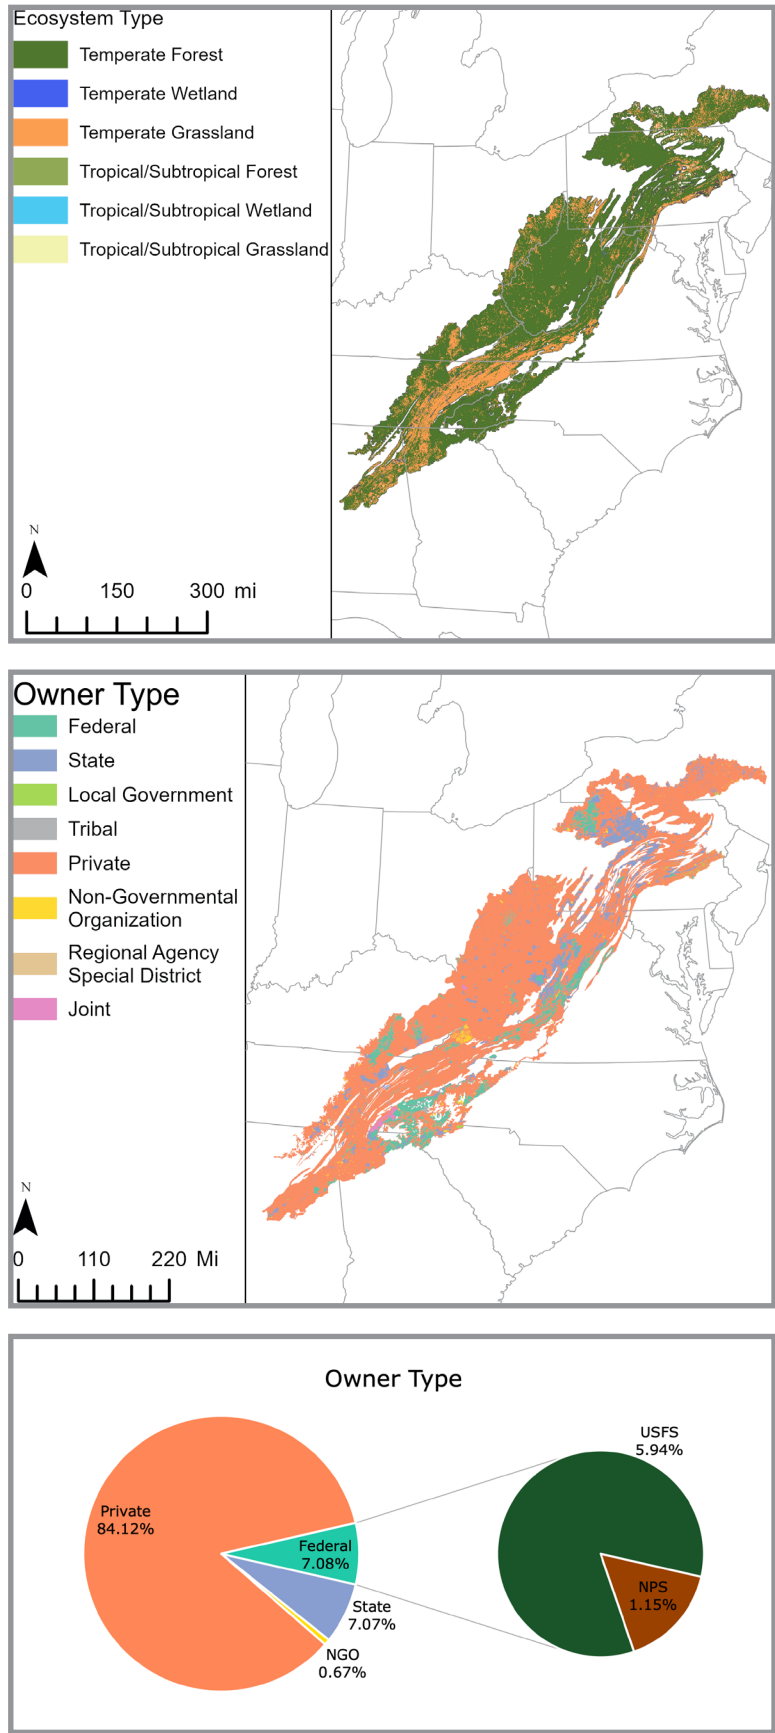 Ecosystem Type
Temperate Forest
Temperate Wetland
Temperate Grassland
Tropical/Subtropical Forest
Tropical/Subtropical Wetland
Tropical/Subtropical Grassland
N
0 150 300 mi
Owner Type
Federal
State
Local Government
Tribal
Private
Non-Governmental
Organization
Regional Agency
Special District
Joint
N
0 110 220 Mi
Owner Type
USFS
5.94%
Private
84.12%
Federal
7.08%
NPS
1.15%
State
7.07%
NGO
0.67%